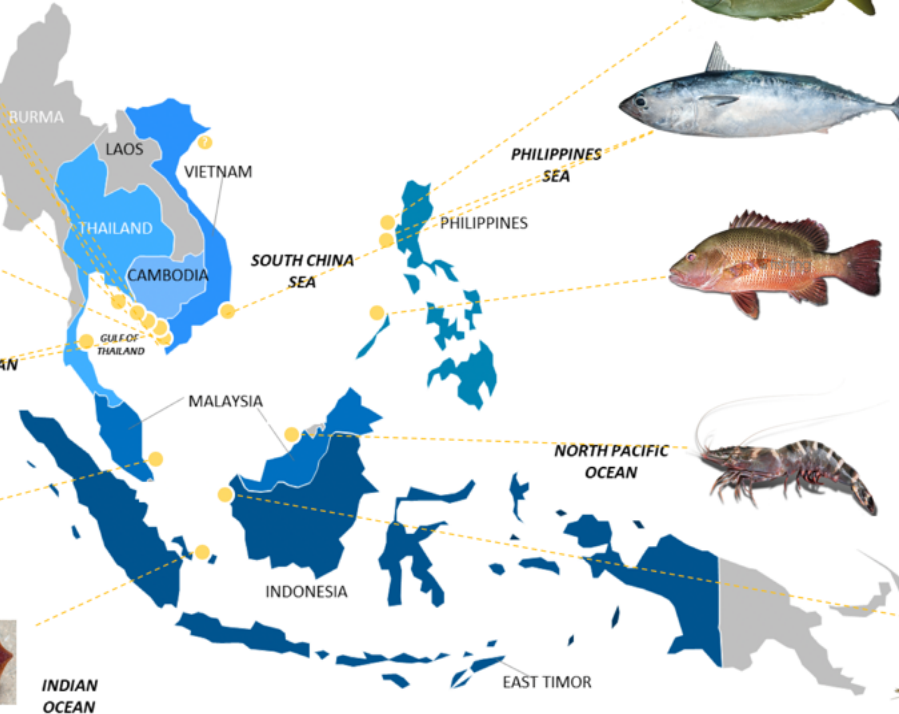 BURMA
LAOS
VIETNAM
?
THAILAND
CAMBODIA
PHILIPPINES
SEA
PHILIPPINES
SOUTH CHINA
SEA
GULF OF
THAILAND
AN
MALAYSIA
NORTH PACIFIC
OCEAN
INDONESIA
EAST TIMOR
INDIAN
OCEAN